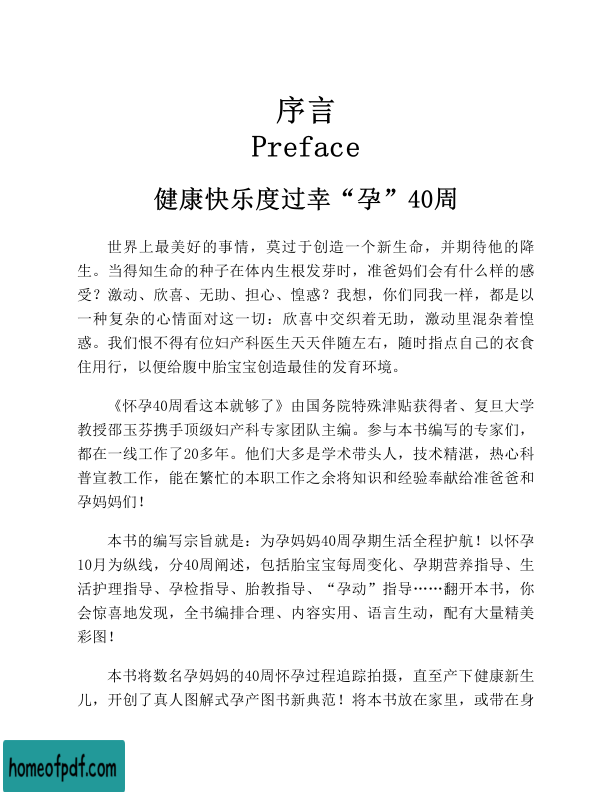 序言
Preface
健康快乐度过幸“孕”40周
世界上最美好的事情，莫过于创造一个新生命，并期待他的降
生。当得知生命的种子在体内生根发芽时，准爸妈们会有什么样的感
受？激动、欣喜、无助、担心、惶惑？我想，你们同我一样，都是以
一种复杂的心情面对这一切：欣喜中交织着无助，激动里混杂着惶
惑。我们恨不得有位妇产科医生天天伴随左右，随时指点自己的衣食
住用行，以便给腹中胎宝宝创造最佳的发育环境。
《怀孕40周看这本就够了》由国务院特殊津贴获得者、复旦大学
教授邵玉芬携手顶级妇产科专家团队主编。参与本书编写的专家们，
都在一线工作了20多年。他们大多是学术带头人，技术精湛，热心科
普宣教工作，能在繁忙的本职工作之余将知识和经验奉献给准爸爸和
孕妈妈们！
本书的编写宗旨就是：为孕妈妈40周孕期生活全程护航！以怀孕
10月为纵线，分40周阐述，包括胎宝宝每周变化、孕期营养指导、生
活护理指导、孕检指导、胎教指导、“孕动”指导……翻开本书，你
会惊喜地发现，全书编排合理、内容实用、语言生动，配有大量精美
彩图！
本书将数名孕妈妈的40周怀孕过程追踪拍摄，直至产下健康新生
儿，开创了真人图解式孕产图书新典范！将本书放在家里，或带在身
homeofpdf.com